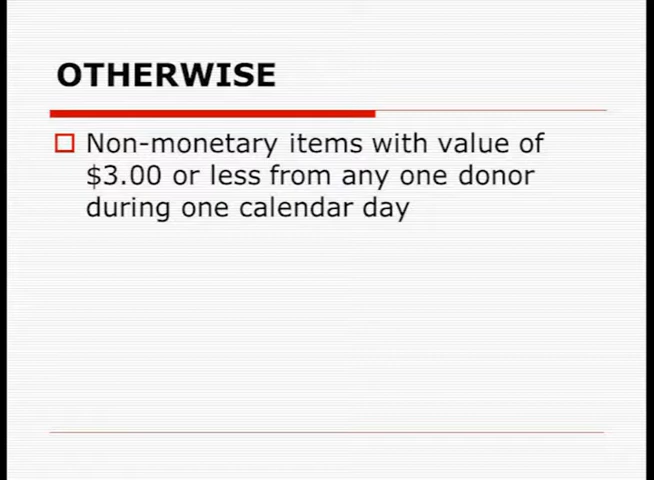 OTHERWISE
Non-monetary items with value of
$3.00 or less from any one donor
during one calendar day